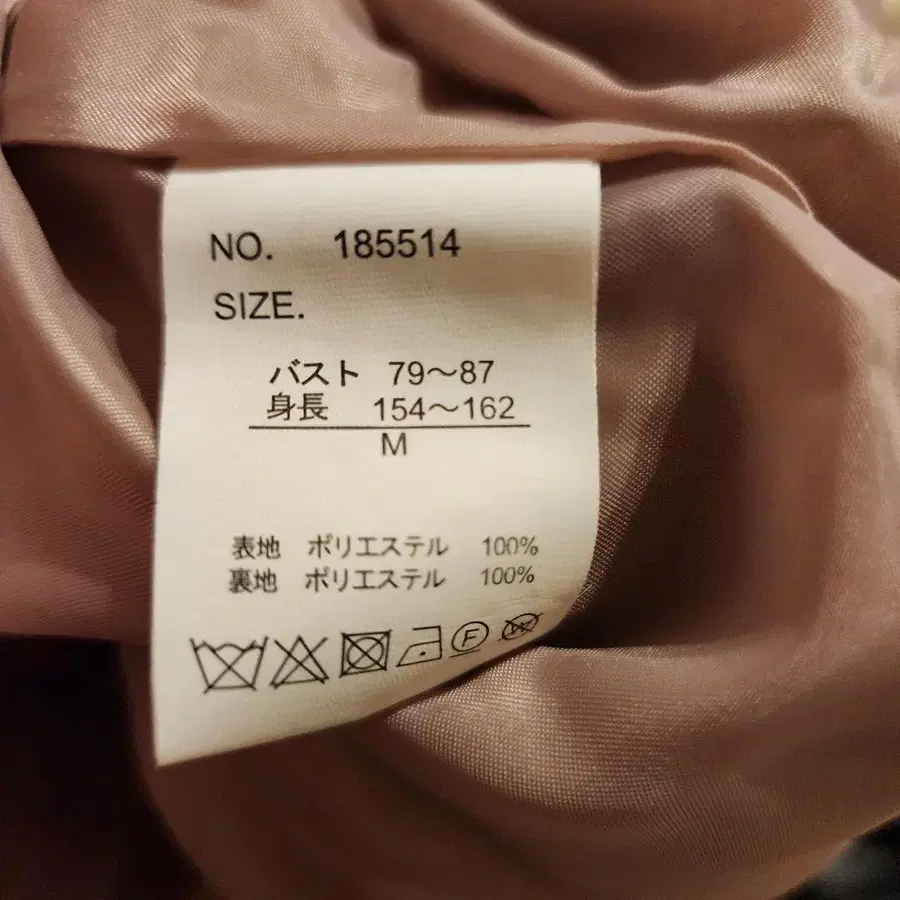 NO. 185514
SIZE.
バスト 79～87
身長 154～162
M
表地 ポリエステル 100%
裏地 ポリエステル 100%
F
W